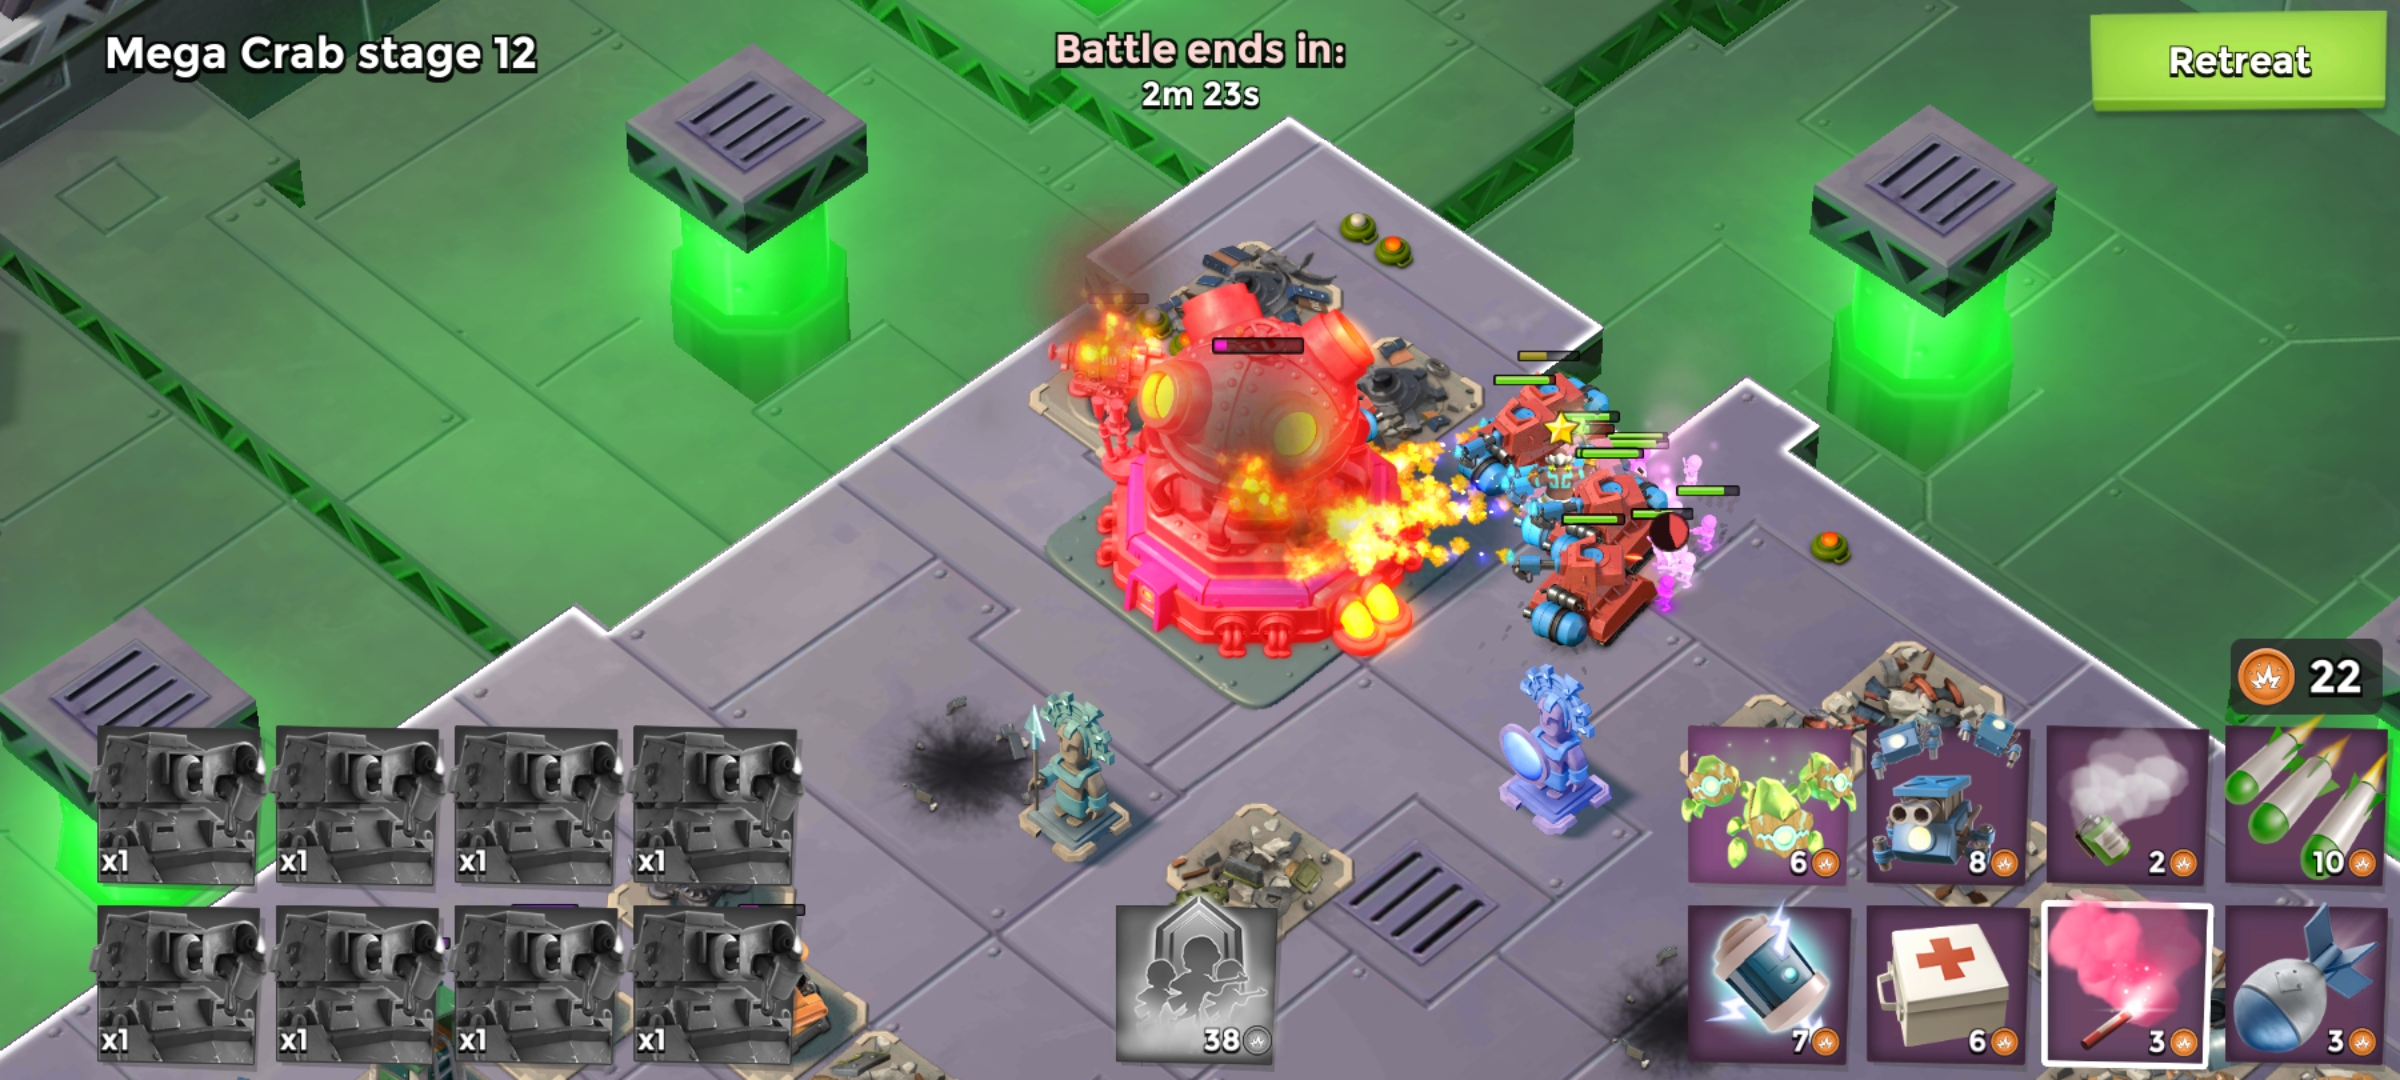 Mega Crab stage 12
Battle ends in:
2m 23s
Retreat
22
6
8
2
10
x1
x1
x1
x1
7
6
3
3
x1
x1
x1
x1
38